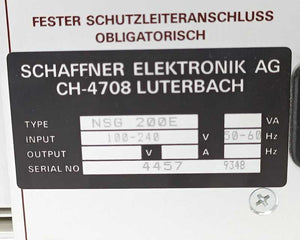 FESTER SCHUTZLEITERANSCHLUSS
OBLIGATORISCH
SCHAFFNER ELEKTRONIK AG
CH-4708 LUTERBACH
TYPE NSG 200E VA
INPUT 100-240 V 50-60 Hz
OUTPUT V A Hz
SERIAL NO 4457 9348